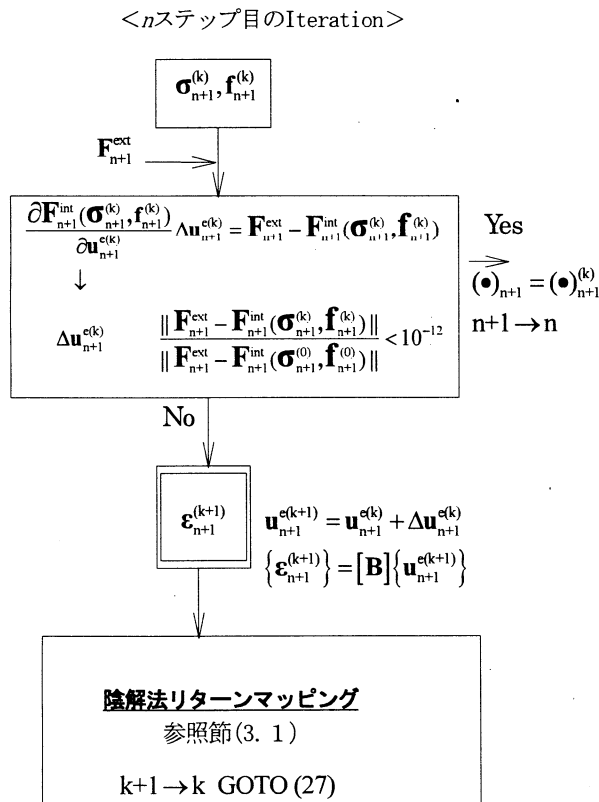 <nステップ目のIteration>
σ_{n+1}^{(k)}, f_{n+1}^{(k)}
F_{n+1}^{ext}
∂F_{n+1}^{int}(σ_{n+1}^{(k)}, f_{n+1}^{(k)}) / ∂u_{n+1}^{e(k)} Δu_{n+1}^{e(k)} = F_{n+1}^{ext} − F_{n+1}^{int}(σ_{n+1}^{(k)}, f_{n+1}^{(k)})
Yes
(●)_{n+1} = (●)_{n+1}^{(k)}
n+1→n
↓
Δu_{n+1}^{e(k)} ‖F_{n+1}^{ext} − F_{n+1}^{int}(σ_{n+1}^{(k)}, f_{n+1}^{(k)})‖ / ‖F_{n+1}^{ext} − F_{n+1}^{int}(σ_{n+1}^{(0)}, f_{n+1}^{(0)})‖ < 10^{−12}
No
ε_{n+1}^{(k+1)}
u_{n+1}^{e(k+1)} = u_{n+1}^{e(k)} + Δu_{n+1}^{e(k)}
{ε_{n+1}^{(k+1)}} = [B]{u_{n+1}^{e(k+1)}}
陰解法リターンマッピング
参照節(3. 1)
k+1→k GOTO (27)